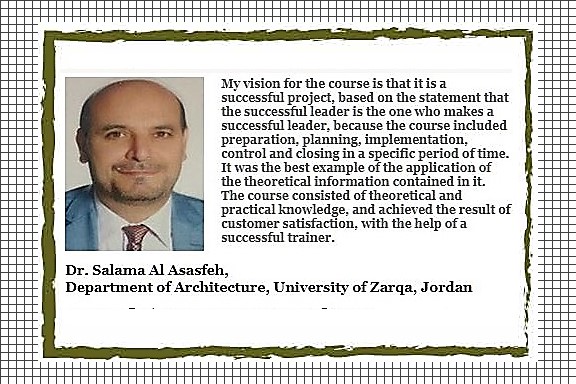 My vision for the course is that it is a
successful project, based on the statement that
the successful leader is the one who makes a
successful leader, because the course included
preparation, planning, implementation,
control and closing in a specific period of time.
It was the best example of the application of
the theoretical information contained in it.
The course consisted of theoretical and
practical knowledge, and achieved the result of
customer satisfaction, with the help of a
successful trainer.
Dr. Salama Al Asasfeh,
Department of Architecture, University of Zarqa, Jordan